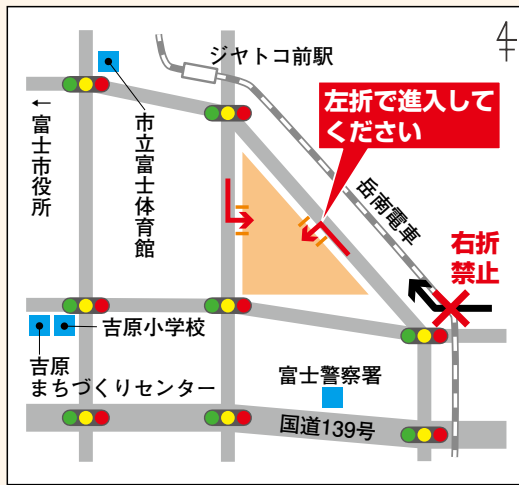 ジヤトコ前駅
左折で進入して
ください
←富士市役所
市立富士体育館
岳南電車
右折
禁止
吉原小学校
吉原
まちづくりセンター
富士警察署
国道139号